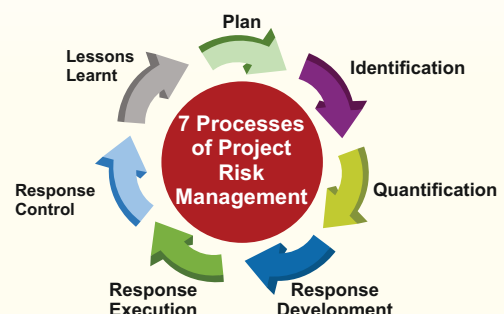 Plan
Identification
Quantification
Response
Development
Response
Execution
Response
Control
Lessons
Learnt
7 Processes
of Project
Risk
Management